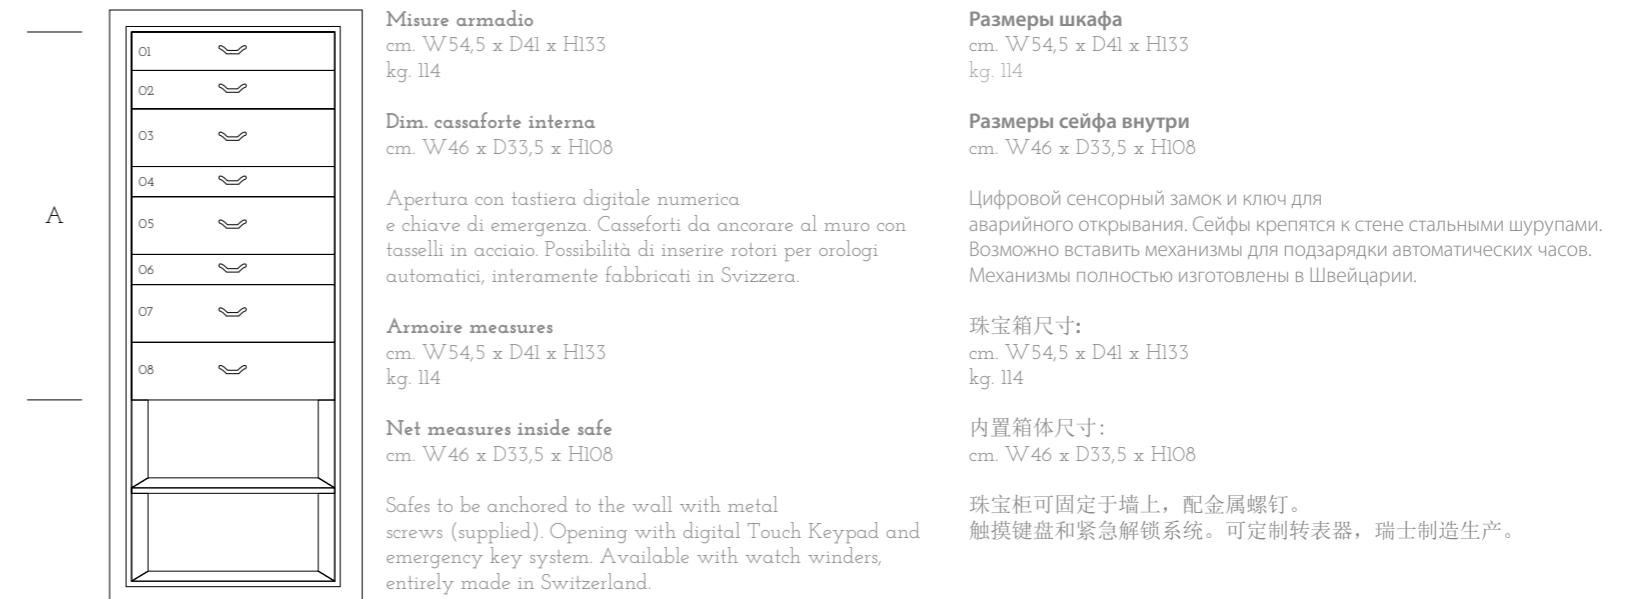 A
01
02
03
04
05
06
07
08
Misure armadio
cm. W54,5 x D41 x H133
kg. 114
Dim. cassaforte interna
cm. W46 x D33,5 x H108
Apertura con tastiera digitale numerica
e chiave di emergenza. Casseforti da ancorare al muro con
tasselli in acciaio. Possibilità di inserire rotori per orologi
automatici, interamente fabbricati in Svizzera.
Armoire measures
cm. W54,5 x D41 x H133
kg. 114
Net measures inside safe
cm. W46 x D33,5 x H108
Safes to be anchored to the wall with metal
screws (supplied). Opening with digital Touch Keypad and
emergency key system. Available with watch winders,
entirely made in Switzerland.
Размеры шкафа
cm. W54,5 x D41 x H133
kg. 114
Размеры сейфа внутри
cm. W46 x D33,5 x H108
Цифровой сенсорный замок и ключ для
аварийного открывания. Сейфы крепятся к стене стальными шурупами.
Возможно вставить механизмы для подзарядки автоматических часов.
Механизмы полностью изготовлены в Швейцарии.
珠宝箱尺寸:
cm. W54,5 x D41 x H133
kg. 114
内置箱体尺寸:
cm. W46 x D33,5 x H108
珠宝柜可固定于墙上，配金属螺钉。
触摸键盘和紧急解锁系统。可定制转表器，瑞士制造生产。